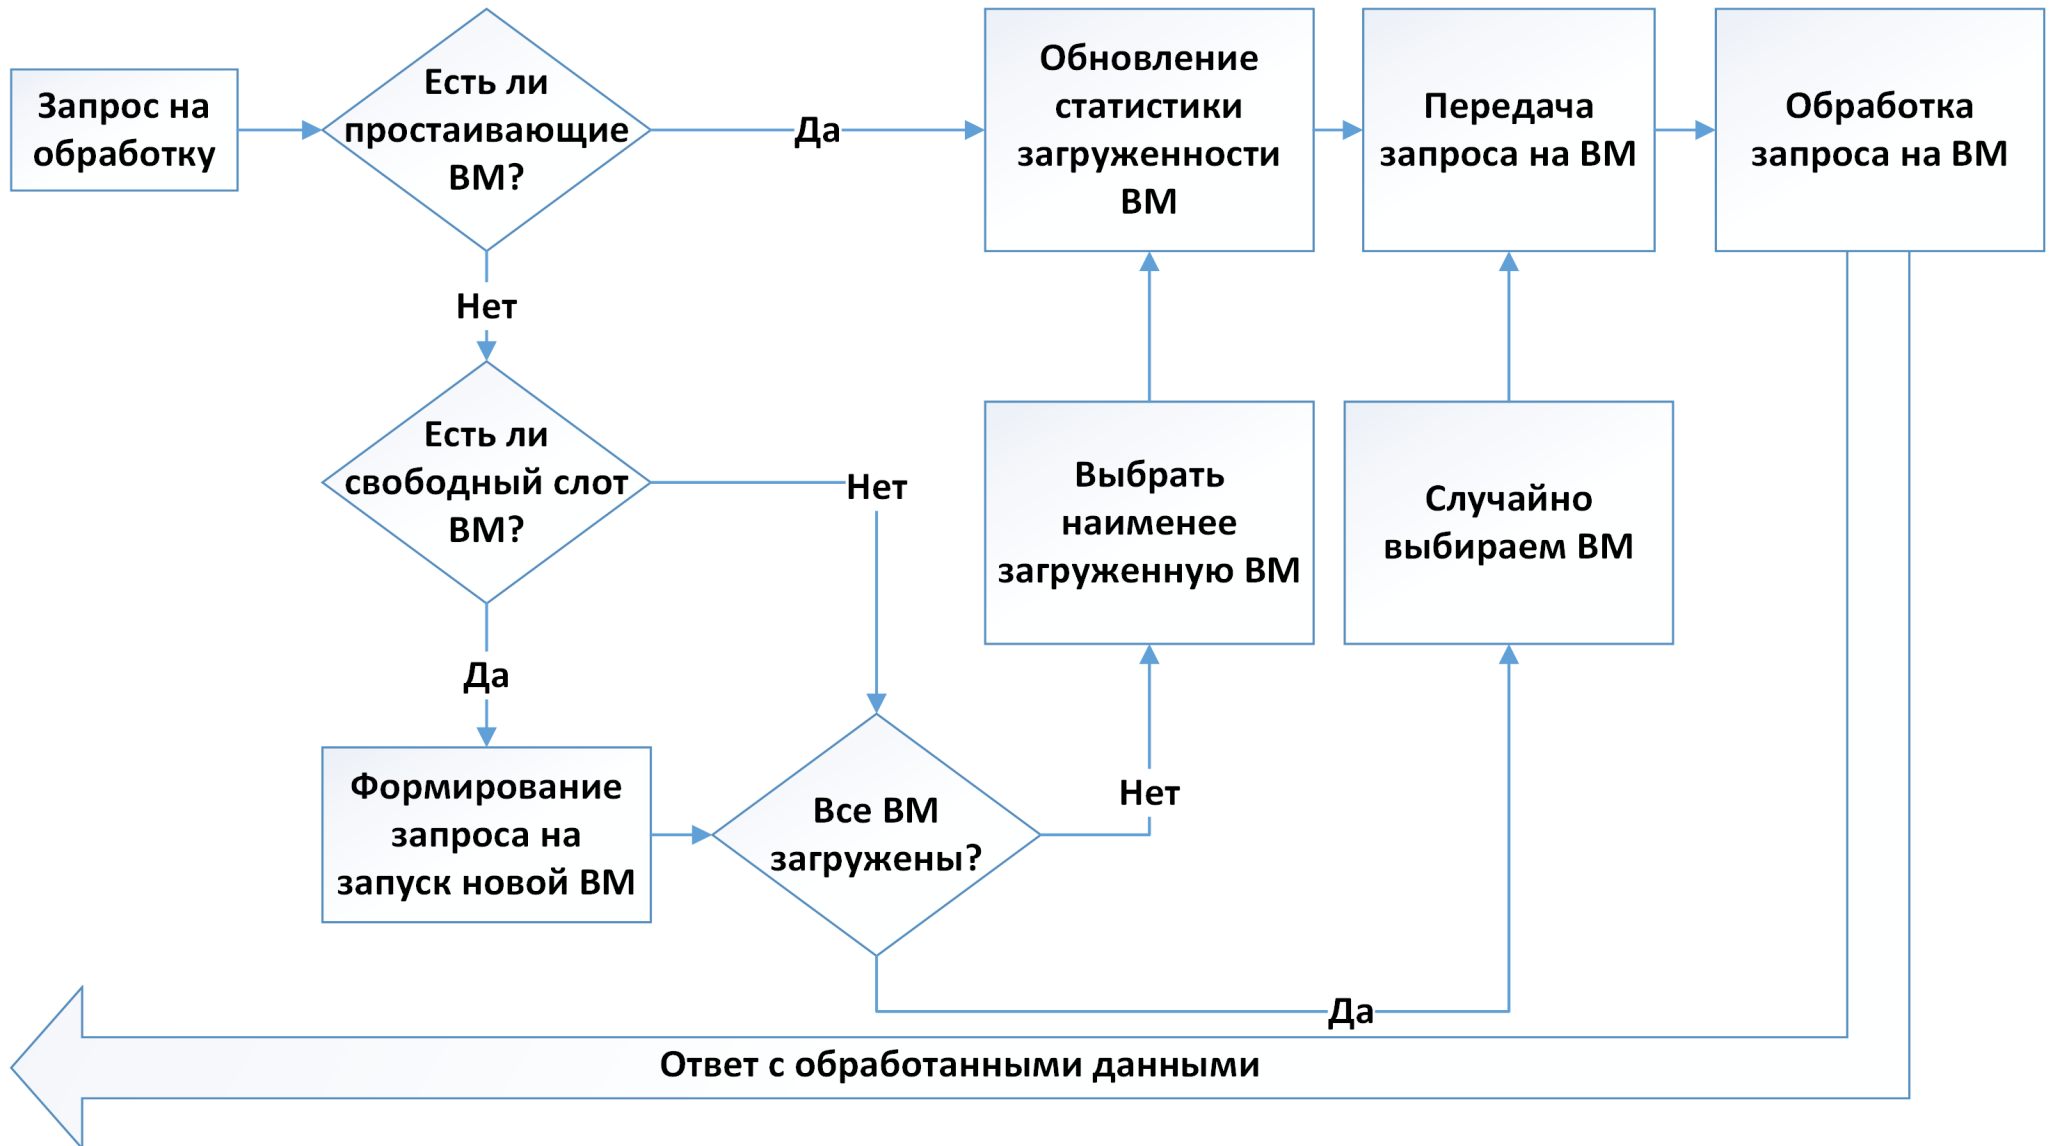 Запрос на
обработку
Есть ли
простаивающие
ВМ?
Да
Обновление
статистики
загруженности
ВМ
Передача
запроса на ВМ
Обработка
запроса на ВМ
Нет
Есть ли
свободный слот
ВМ?
Нет
Выбрать
наименее
загруженную ВМ
Случайно
выбираем ВМ
Да
Формирование
запроса на
запуск новой ВМ
Все ВМ
загружены?
Нет
Да
Ответ с обработанными данными